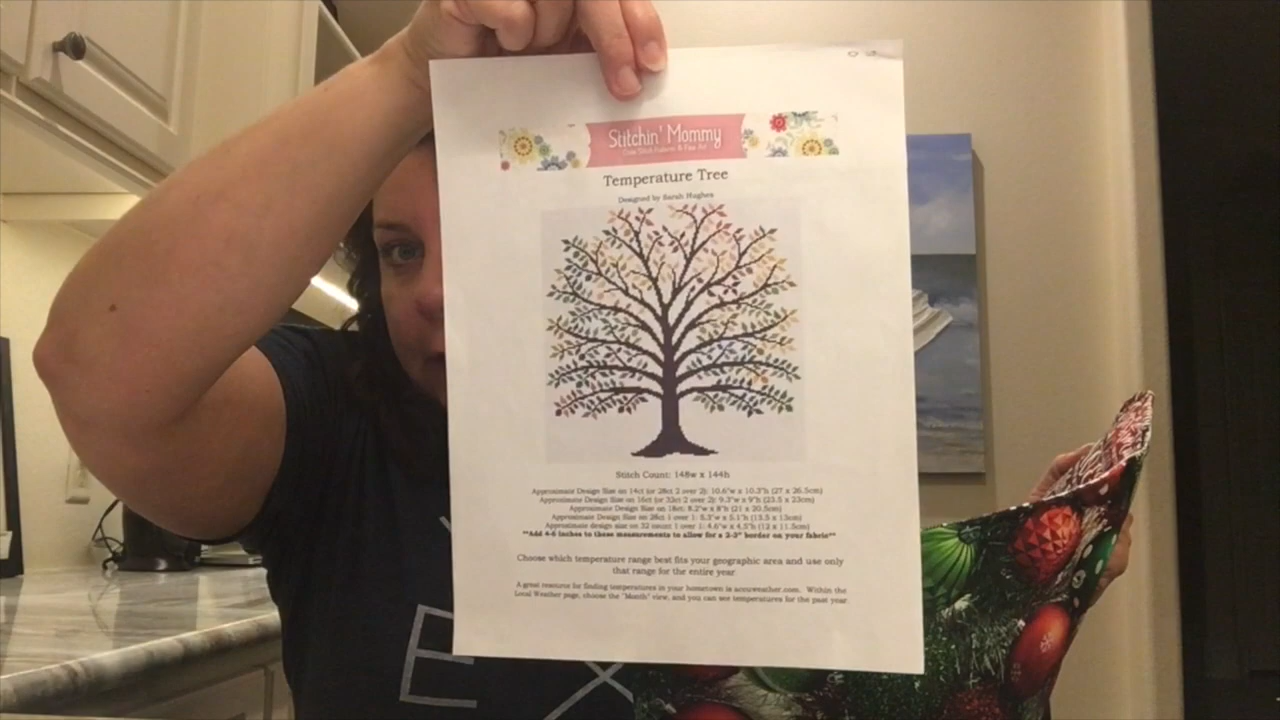 Stitchin' Mommy
Cross Stitch Patterns & Fine Art
Temperature Tree
Designed by Sarah Hughes
Stitch Count: 148w x 144h
Approximate Design Size on 14ct (or 28ct 2 over 2): 10.6"w x 10.3"h (27 x 26.5cm)
Approximate Design Size on 16ct (or 32ct 2 over 2): 9.3"w x 9"h (23.5 x 23cm)
Approximate Design Size on 18ct: 8.2"w x 8"h (21 x 20.5cm)
Approximate Design Size on 28ct 1 over 1: 5.3"w x 5.1"h (13.5 x 13cm)
Approximate design size on 32 count 1 over 1: 4.6"w x 4.5"h (12 x 11.5cm)
**Add 4-6 inches to these measurements to allow for a 2-3" border on your fabric**
Choose which temperature range best fits your geographic area and use only
that range for the entire year.
A great resource for finding temperatures in your hometown is accuweather.com. Within the
Local Weather page, choose the "Month" view, and you can see temperatures for the past year.
E X